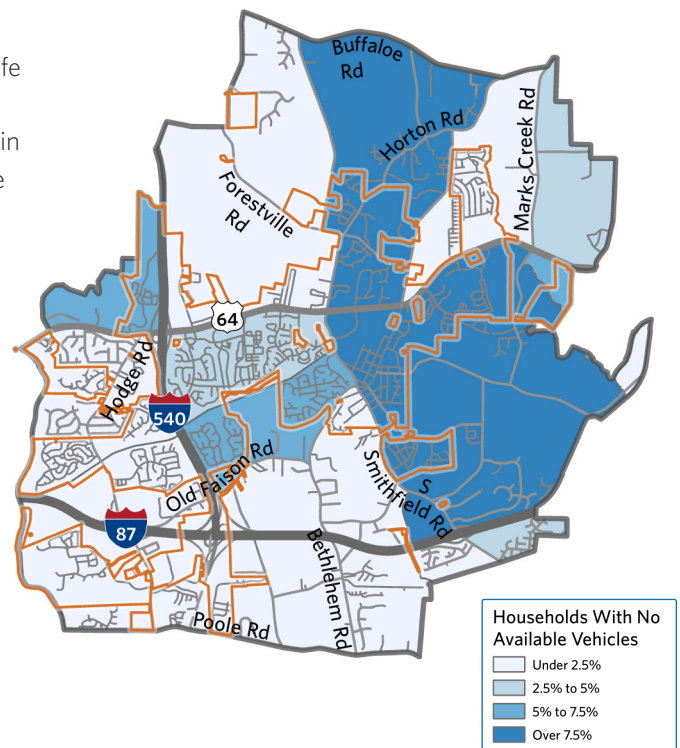 fe
in
e
Buffaloe
Rd
Horton Rd
Marks Creek Rd
Forestville
Rd
64
Hodge Rd
540
Old Faison Rd
S
Smithfield Rd
87
Bethlehem Rd
Poole Rd
Households With No
Available Vehicles
Under 2.5%
2.5% to 5%
5% to 7.5%
Over 7.5%